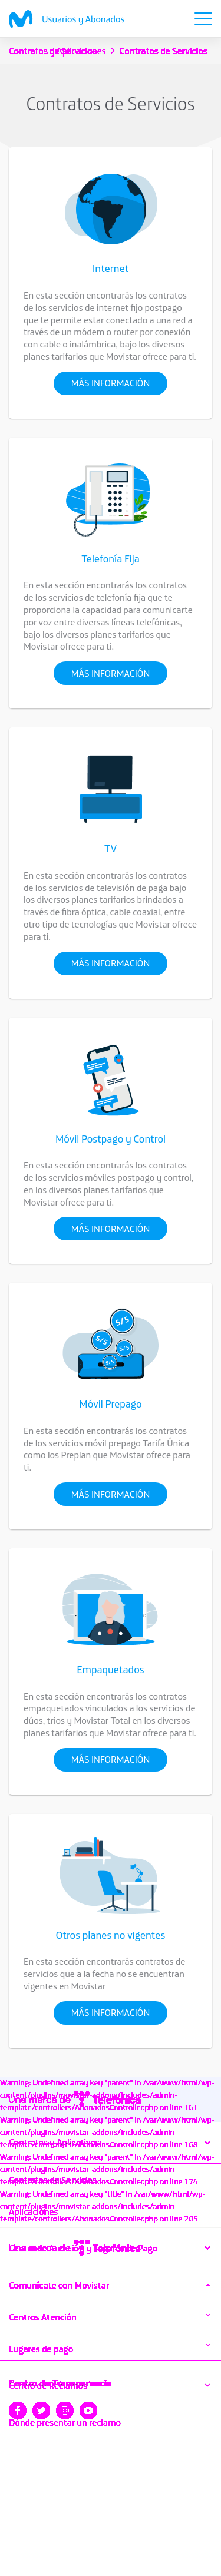 Usuarios y Abonados
Contratos de Servicios
Aplicaciones
Contratos de Servicios
Contratos de Servicios
Internet
En esta sección encontrarás los contratos
de los servicios de internet fijo postpago
que te permite estar conectado a una red a
través de un módem o router por conexión
con cable o inalámbrica, bajo los diversos
planes tarifarios que Movistar ofrece para ti.
MÁS INFORMACIÓN
Telefonía Fija
En esta sección encontrarás los contratos
de los servicios de telefonía fija que te
proporciona la capacidad para comunicarte
por voz entre diversas líneas telefónicas,
bajo los diversos planes tarifarios que Movistar
ofrece para ti.
MÁS INFORMACIÓN
TV
En esta sección encontrarás los contratos
de los servicios de televisión de paga bajo
los diversos planes tarifarios brindados a
través de fibra óptica, cable coaxial, entre
otro tipo de tecnologías que Movistar ofrece
para ti.
MÁS INFORMACIÓN
Móvil Postpago y Control
En esta sección encontrarás los contratos
de los servicios móviles postpago y control,
en los diversos planes tarifarios que
Movistar ofrece para ti.
MÁS INFORMACIÓN
S/S
S/S
S/S
S/S
Móvil Prepago
En esta sección encontrarás los contratos
de los servicios móvil prepago Tarifa Única
como los Preplan que Movistar ofrece para
ti.
MÁS INFORMACIÓN
Empaquetados
En esta sección encontrarás los contratos
empaquetados vinculados a los servicios de
dúos, tríos y Movistar Total en los diversos
planes tarifarios que Movistar ofrece para ti.
MÁS INFORMACIÓN
Otros planes no vigentes
En esta sección encontrarás contratos de
servicios que a la fecha no se encuentran
vigentes en Movistar
MÁS INFORMACIÓN
Warning: Undefined array key "parent" in /var/www/html/wp-
content/plugins/movistar-addons/includes/admin-
template/controllers/AbonadosController.php on line 161
Una marca de Telefónica
Warning: Undefined array key "parent" in /var/www/html/wp-
content/plugins/movistar-addons/includes/admin-
template/controllers/AbonadosController.php on line 168
Contratos y Aplicativos
Warning: Undefined array key "parent" in /var/www/html/wp-
content/plugins/movistar-addons/includes/admin-
template/controllers/AbonadosController.php on line 174
Contratos de Servicios
Warning: Undefined array key "title" in /var/www/html/wp-
content/plugins/movistar-addons/includes/admin-
template/controllers/AbonadosController.php on line 205
Aplicaciones
Una marca de Telefónica
Comunícate con Movistar
Centros Atención
Lugares de pago
Centro de Transparencia
Centro de Reclamos
Dónde presentar un reclamo